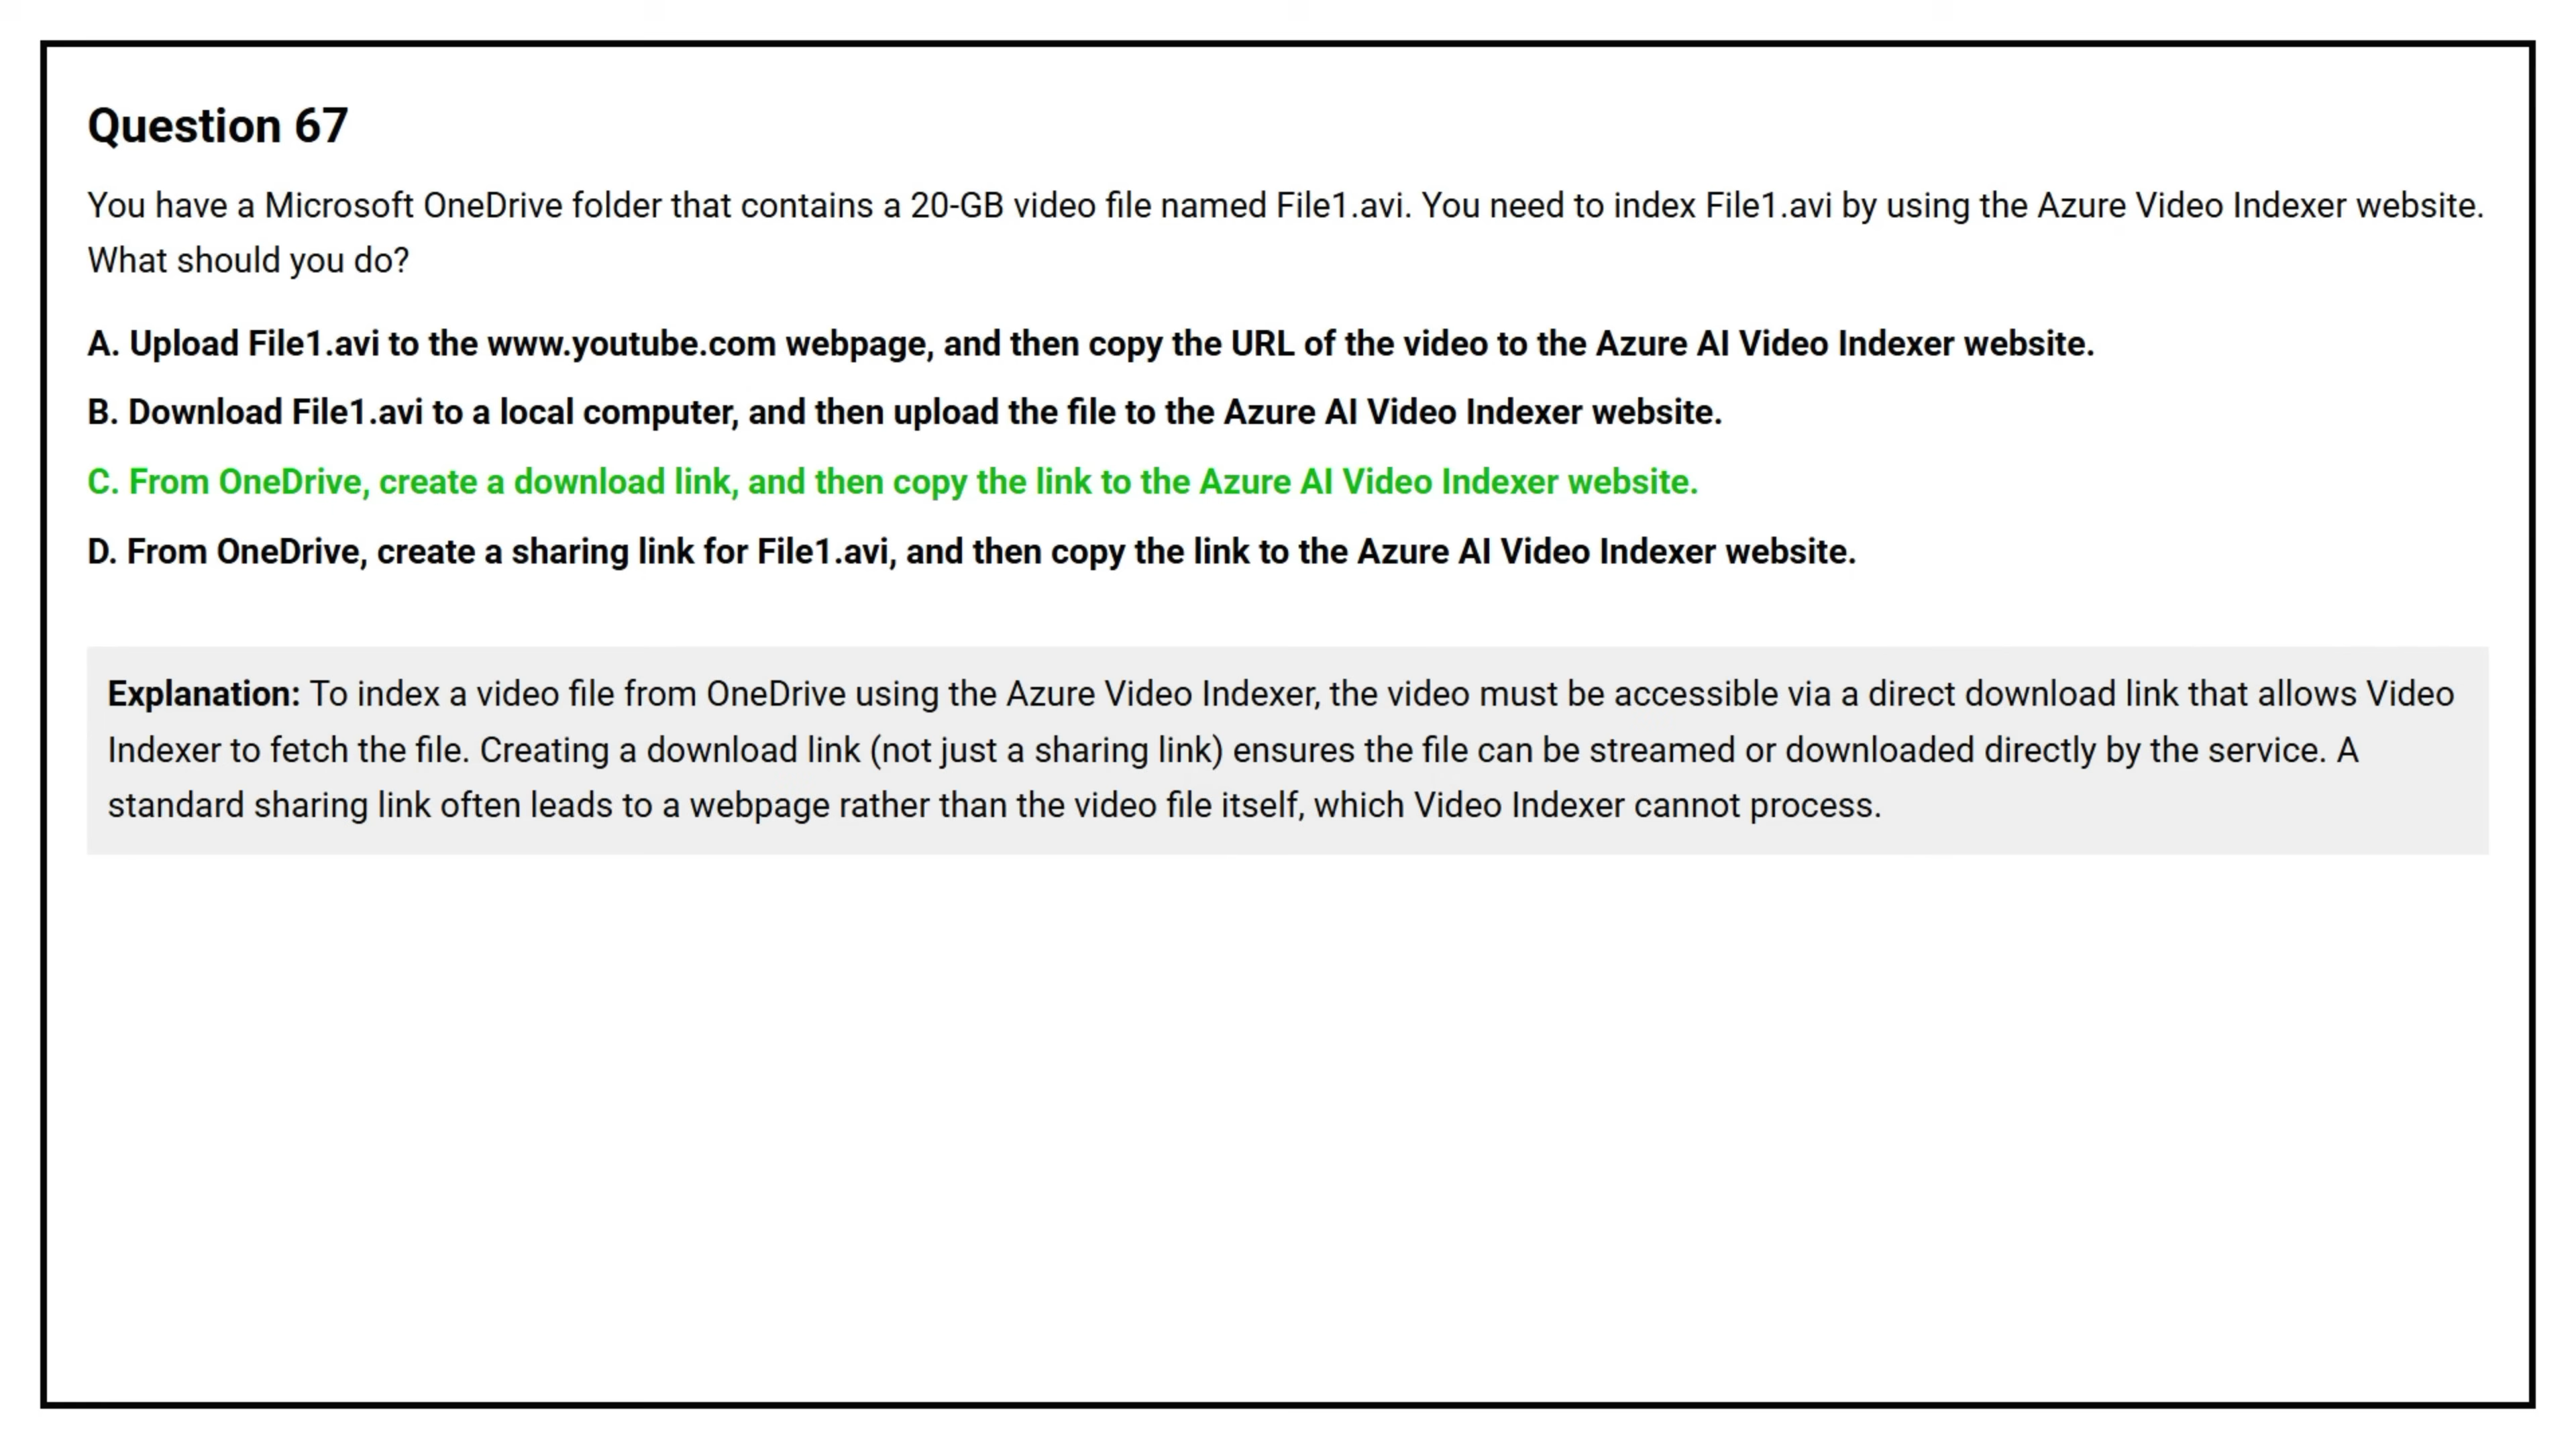 Question 67
You have a Microsoft OneDrive folder that contains a 20-GB video file named File1.avi. You need to index File1.avi by using the Azure Video Indexer website.
What should you do?
A. Upload File1.avi to the www.youtube.com webpage, and then copy the URL of the video to the Azure AI Video Indexer website.
B. Download File1.avi to a local computer, and then upload the file to the Azure AI Video Indexer website.
C. From OneDrive, create a download link, and then copy the link to the Azure AI Video Indexer website.
D. From OneDrive, create a sharing link for File1.avi, and then copy the link to the Azure AI Video Indexer website.
Explanation: To index a video file from OneDrive using the Azure Video Indexer, the video must be accessible via a direct download link that allows Video
Indexer to fetch the file. Creating a download link (not just a sharing link) ensures the file can be streamed or downloaded directly by the service. A
standard sharing link often leads to a webpage rather than the video file itself, which Video Indexer cannot process.